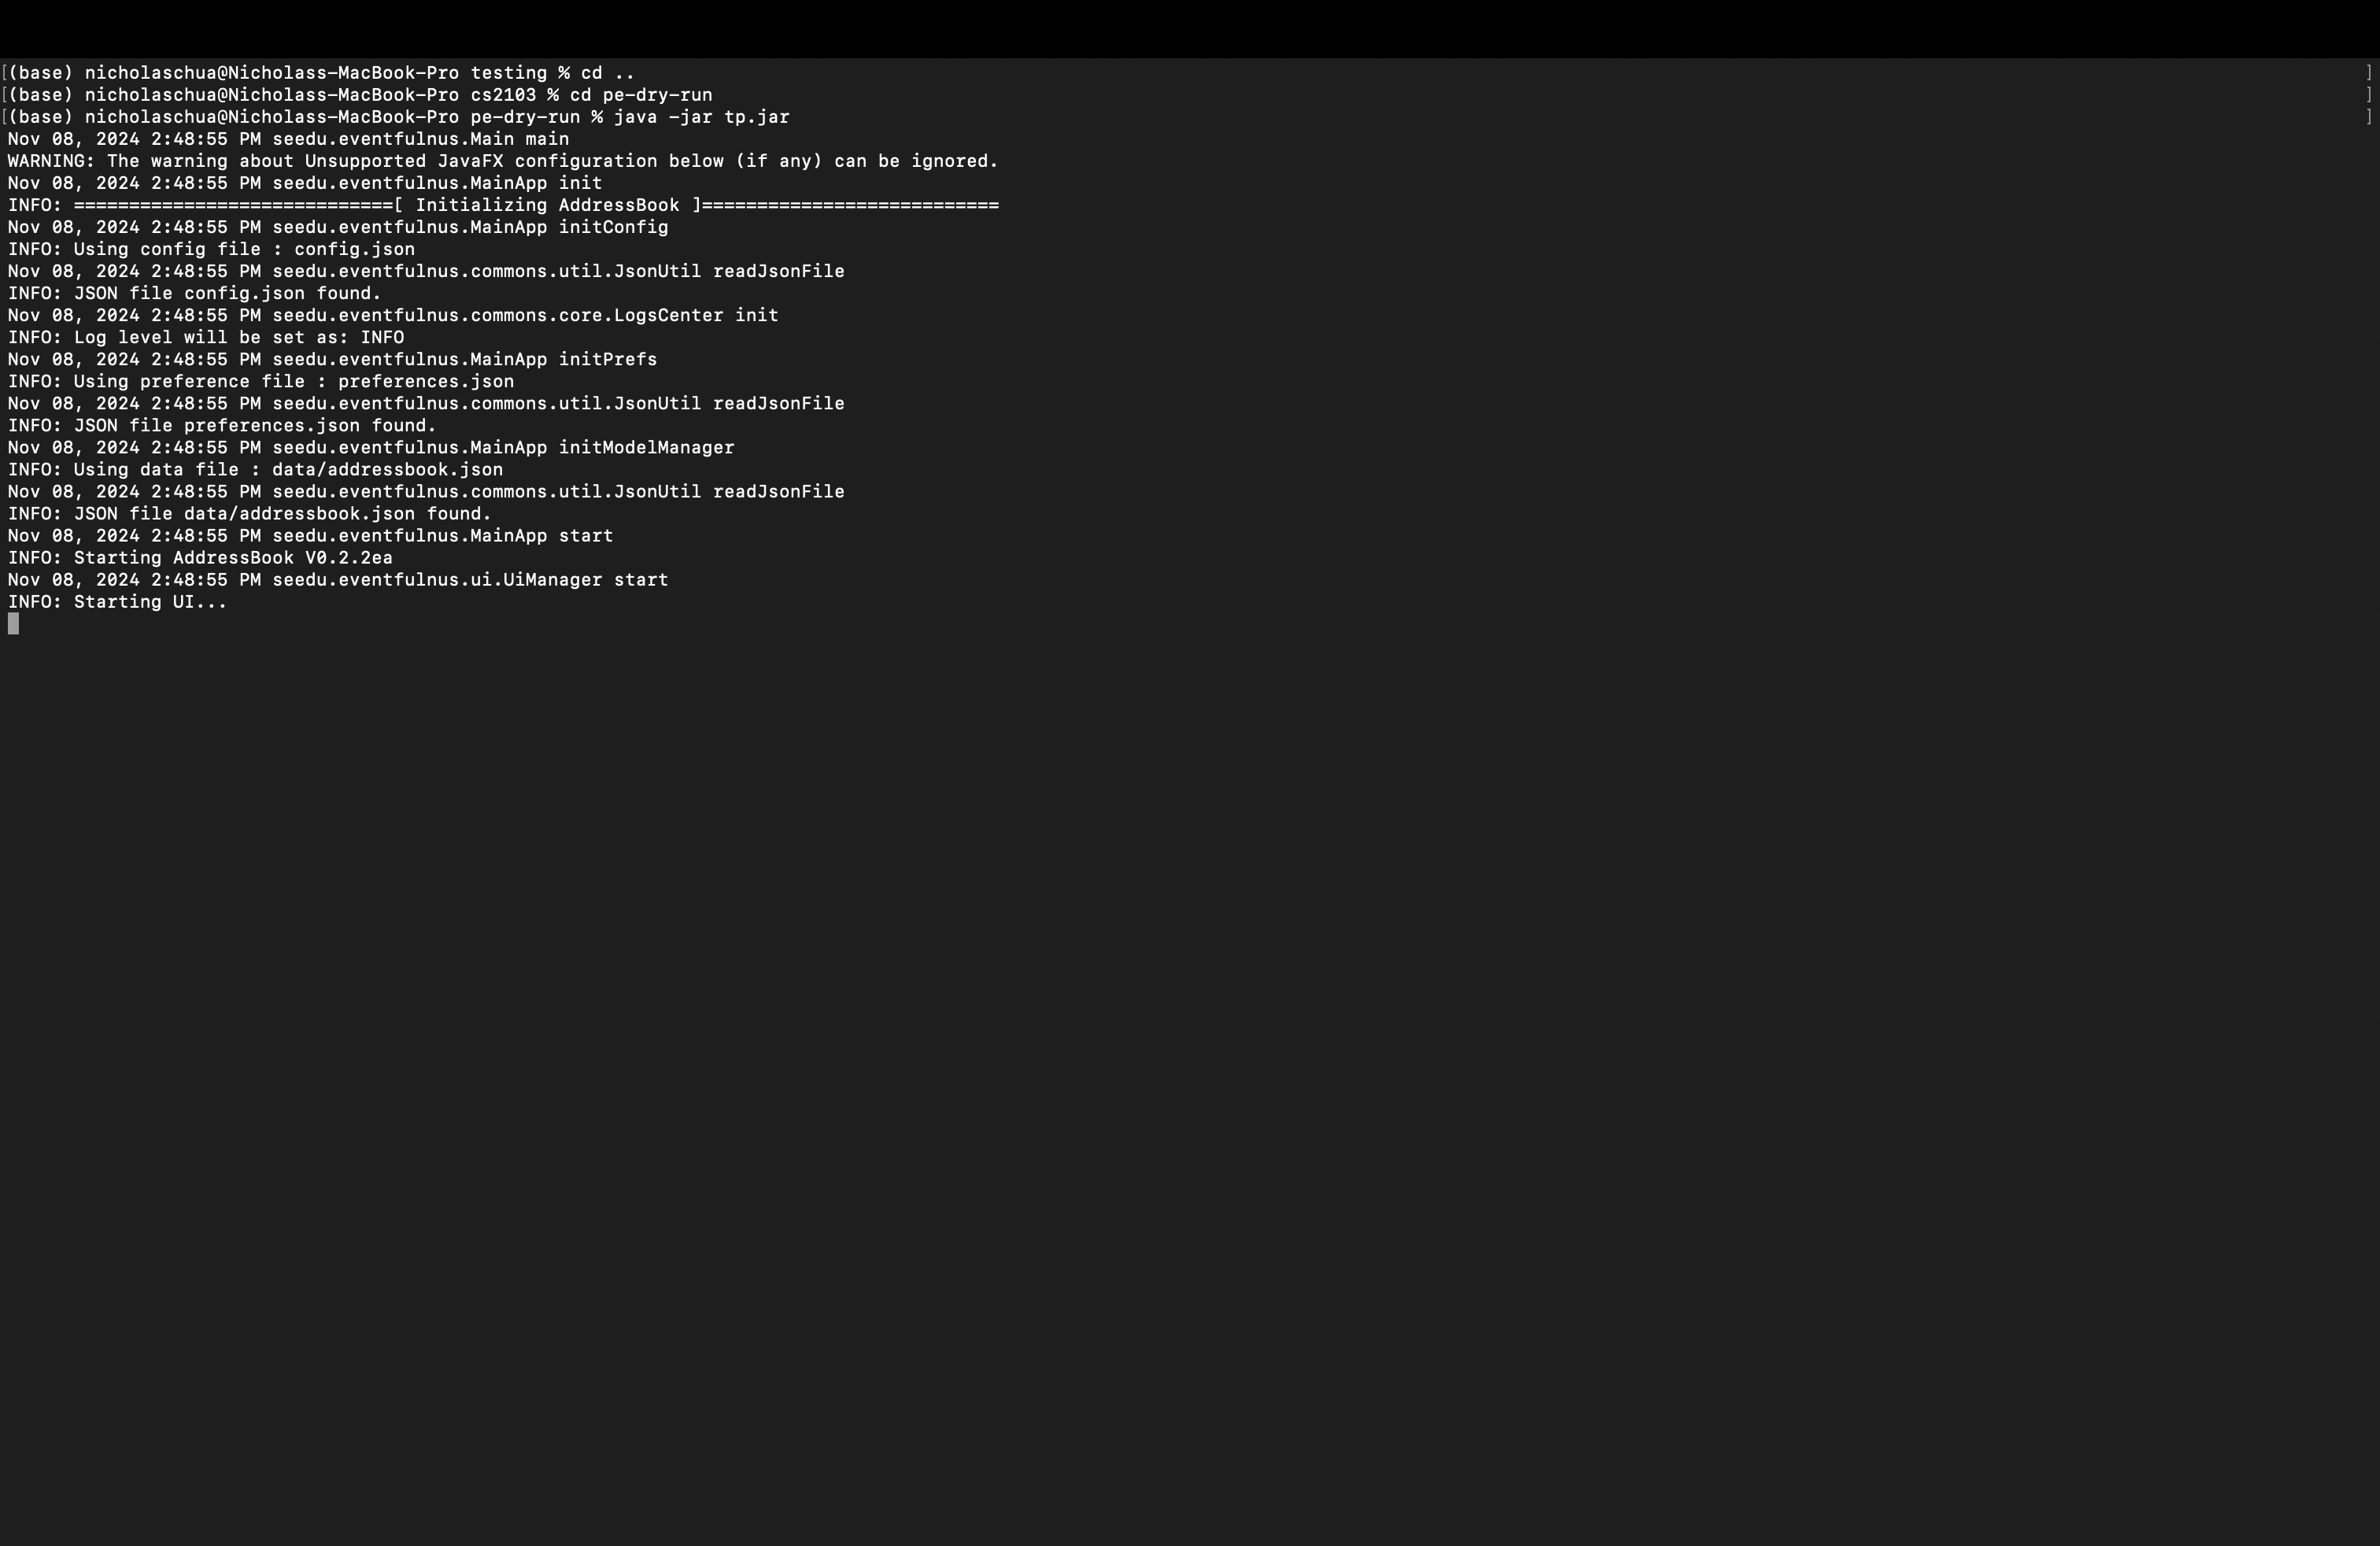 [(base) nicholaschua@Nicholass-MacBook-Pro testing % cd .. ]
[(base) nicholaschua@Nicholass-MacBook-Pro cs2103 % cd pe-dry-run ]
[(base) nicholaschua@Nicholass-MacBook-Pro pe-dry-run % java -jar tp.jar ]
Nov 08, 2024 2:48:55 PM seedu.eventfulnus.Main main
WARNING: The warning about Unsupported JavaFX configuration below (if any) can be ignored.
Nov 08, 2024 2:48:55 PM seedu.eventfulnus.MainApp init
INFO: =============================[ Initializing AddressBook ]===========================
Nov 08, 2024 2:48:55 PM seedu.eventfulnus.MainApp initConfig
INFO: Using config file : config.json
Nov 08, 2024 2:48:55 PM seedu.eventfulnus.commons.util.JsonUtil readJsonFile
INFO: JSON file config.json found.
Nov 08, 2024 2:48:55 PM seedu.eventfulnus.commons.core.LogsCenter init
INFO: Log level will be set as: INFO
Nov 08, 2024 2:48:55 PM seedu.eventfulnus.MainApp initPrefs
INFO: Using preference file : preferences.json
Nov 08, 2024 2:48:55 PM seedu.eventfulnus.commons.util.JsonUtil readJsonFile
INFO: JSON file preferences.json found.
Nov 08, 2024 2:48:55 PM seedu.eventfulnus.MainApp initModelManager
INFO: Using data file : data/addressbook.json
Nov 08, 2024 2:48:55 PM seedu.eventfulnus.commons.util.JsonUtil readJsonFile
INFO: JSON file data/addressbook.json found.
Nov 08, 2024 2:48:55 PM seedu.eventfulnus.MainApp start
INFO: Starting AddressBook V0.2.2ea
Nov 08, 2024 2:48:55 PM seedu.eventfulnus.ui.UiManager start
INFO: Starting UI...